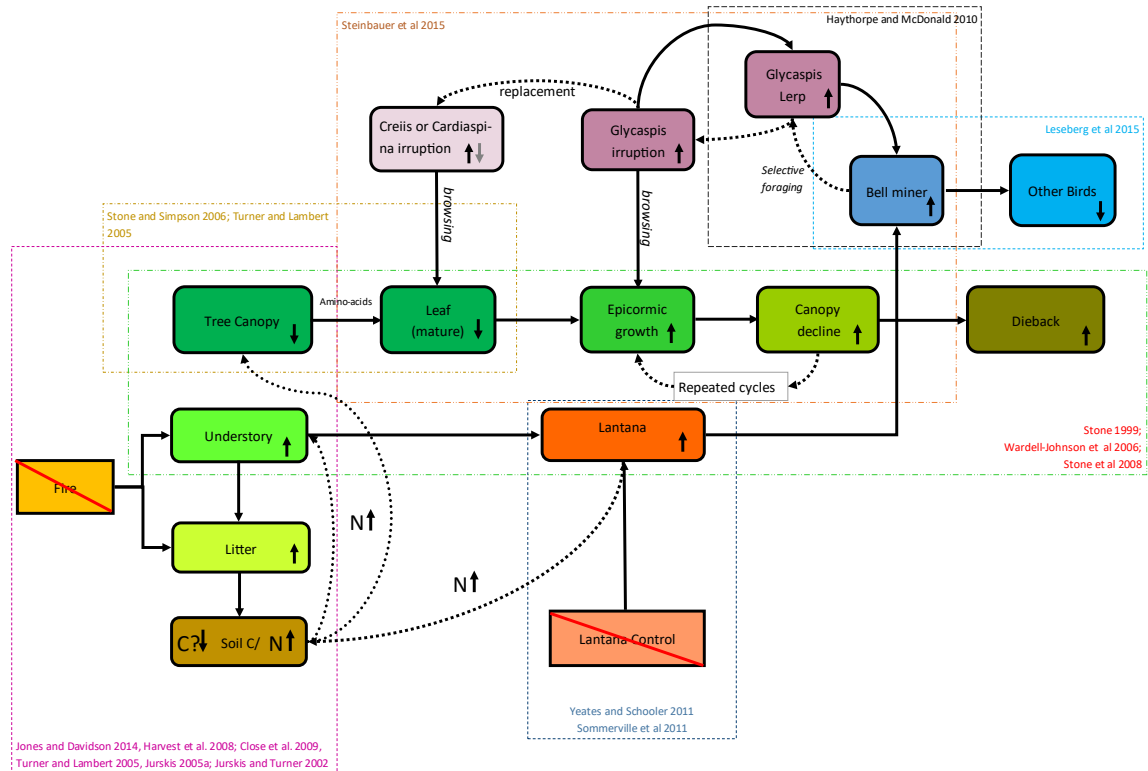 Steinbauer et al 2015
Haythorpe and McDonald 2010
Glycaspis
Lerp
replacement
Creiis or Cardiaspi-
na irruption
Glycaspis
irruption
Leseberg et al 2015
Selective
foraging
Bell miner
Other Birds
browsing
browsing
Stone and Simpson 2006; Turner and Lambert
2005
Tree Canopy
Amino-acids
Leaf
(mature)
Epicormic
growth
Canopy
decline
Dieback
Repeated cycles
Understory
Lantana
Stone 1999;
Wardell-Johnson et al 2006;
Stone et al 2008
Fire
N
Litter
N
C? Soil C/ N
Lantana Control
Yeates and Schooler 2011
Sommerville et al 2011
Jones and Davidson 2014, Harvest et al. 2008; Close et al. 2009,
Turner and Lambert 2005, Jurskis 2005a; Jurskis and Turner 2002